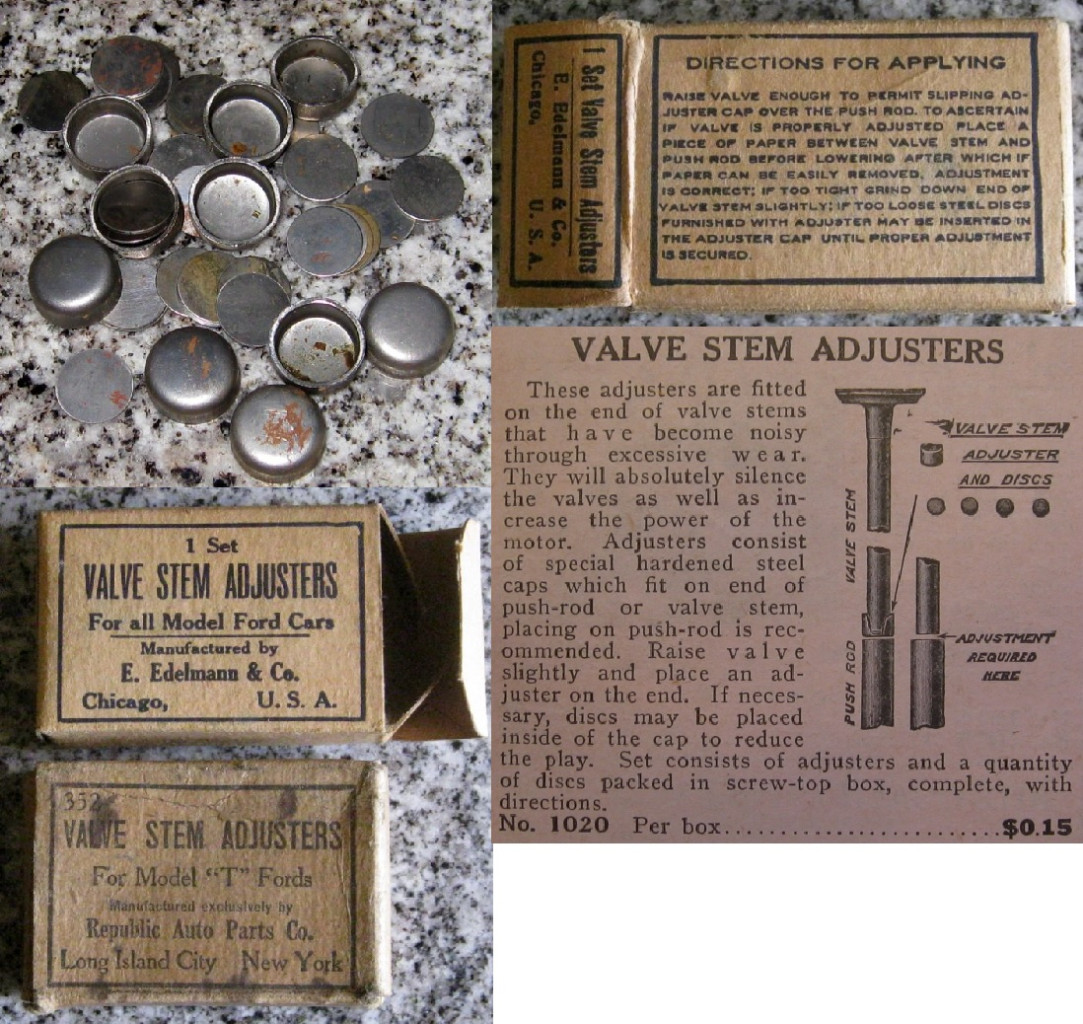 1 Set Valve Stem Adjusters
E. Edelmann & Co.
Chicago, U. S. A.
DIRECTIONS FOR APPLYING
RAISE VALVE ENOUGH TO PERMIT SLIPPING AD-
JUSTER CAP OVER THE PUSH ROD. TO ASCERTAIN
IF VALVE IS PROPERLY ADJUSTED PLACE A
PIECE OF PAPER BETWEEN VALVE STEM AND
PUSH ROD BEFORE LOWERING AFTER WHICH IF
PAPER CAN BE EASILY REMOVED, ADJUSTMENT
IS CORRECT; IF TOO TIGHT GRIND DOWN END OF
VALVE STEM SLIGHTLY; IF TOO LOOSE STEEL DISCS
FURNISHED WITH ADJUSTER MAY BE INSERTED IN
THE ADJUSTER CAP UNTIL PROPER ADJUSTMENT
IS SECURED.
VALVE STEM ADJUSTERS
These adjusters are fitted
on the end of valve stems
that have become noisy
through excessive wear.
They will absolutely silence
the valves as well as in-
crease the power of the
motor. Adjusters consist
of special hardened steel
caps which fit on end of
push-rod or valve stem,
placing on push-rod is rec-
ommended. Raise valve
slightly and place an ad-
juster on the end. If neces-
sary, discs may be placed
inside of the cap to reduce
the play. Set consists of adjusters and a quantity
of discs packed in screw-top box, complete, with
directions.
No. 1020 Per box..........................$0.15
VALVE STEM
ADJUSTER
AND DISCS
VALVE STEM
PUSH ROD
ADJUSTMENT
REQUIRED
HERE
1 Set
VALVE STEM ADJUSTERS
For all Model Ford Cars
Manufactured by
E. Edelmann & Co.
Chicago, U. S. A.
352
VALVE STEM ADJUSTERS
For Model "T" Fords
Manufactured exclusively by
Republic Auto Parts Co.
Long Island City New York